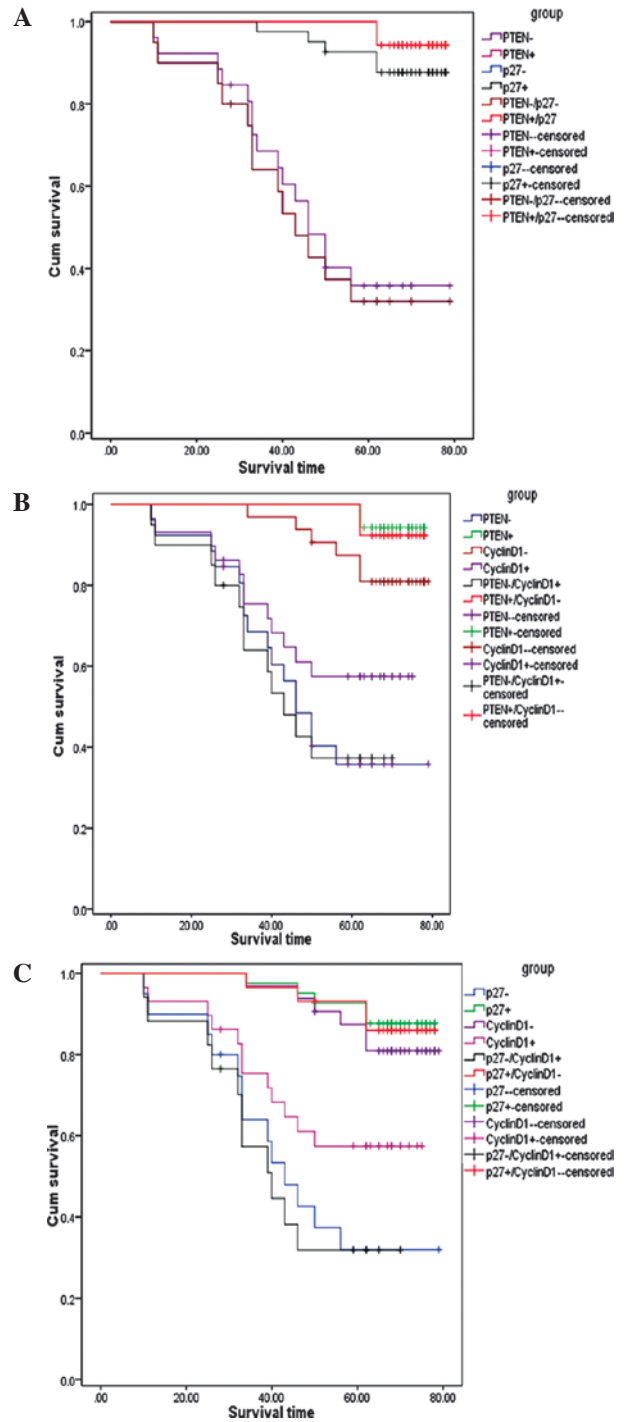 A
group
PTEN-
PTEN+
p27-
p27+
PTEN-/p27-
PTEN+/p27
PTEN--censored
PTEN+-censored
p27--censored
p27+-censored
PTEN-/p27--censored
PTEN+/p27--censored
Cum survival
1.0
0.8
0.6
0.4
0.2
0.0
.00 20.00 40.00 60.00 80.00
Survival time
B
group
PTEN-
PTEN+
CyclinD1-
CyclinD1+
PTEN-/CyclinD1+
PTEN+/CyclinD1-
PTEN--censored
PTEN+-censored
CyclinD1--censored
CyclinD1+-censored
PTEN-/CyclinD1+-
censored
PTEN+/CyclinD1--
censored
Cum survival
1.0
0.8
0.6
0.4
0.2
0.0
.00 20.00 40.00 60.00 80.00
Survival time
C
group
p27-
p27+
CyclinD1-
CyclinD1+
p27-/CyclinD1+
p27+/CyclinD1-
p27--censored
p27+-censored
CyclinD1--censored
CyclinD1+-censored
p27-/CyclinD1+-censored
p27+/CyclinD1--censored
Cum survival
1.0
0.8
0.6
0.4
0.2
0.0
.00 20.00 40.00 60.00 80.00
Survival time